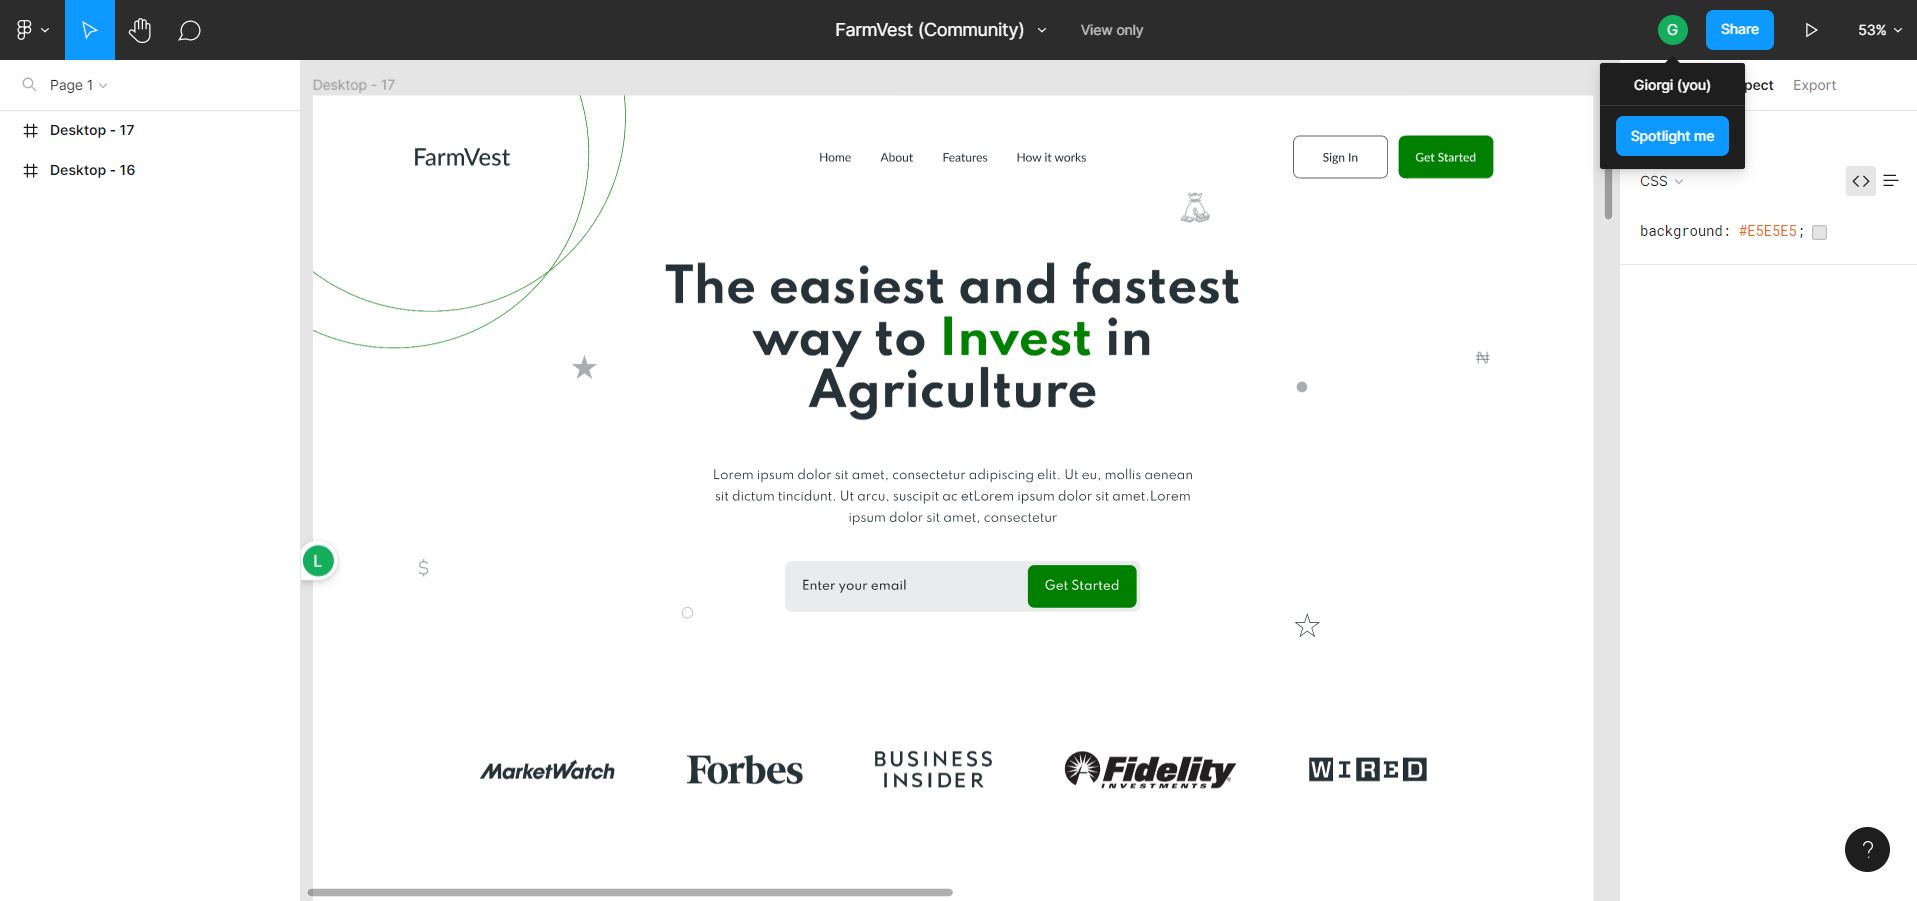 FarmVest (Community)
View only
G
Share
53%
Page 1
Desktop - 17
Desktop - 16
Desktop - 17
Giorgi (you)
Spotlight me
pect
Export
CSS
background: #E5E5E5;
FarmVest
Home
About
Features
How it works
Sign In
Get Started
The easiest and fastest
way to Invest in
Agriculture
₦
Lorem ipsum dolor sit amet, consectetur adipiscing elit. Ut eu, mollis aenean
sit dictum tincidunt. Ut arcu, suscipit ac etLorem ipsum dolor sit amet.Lorem
ipsum dolor sit amet, consectetur
L
$
Enter your email
Get Started
MarketWatch
Forbes
BUSINESS
INSIDER
Fidelity
INVESTMENTS
WIRED
?